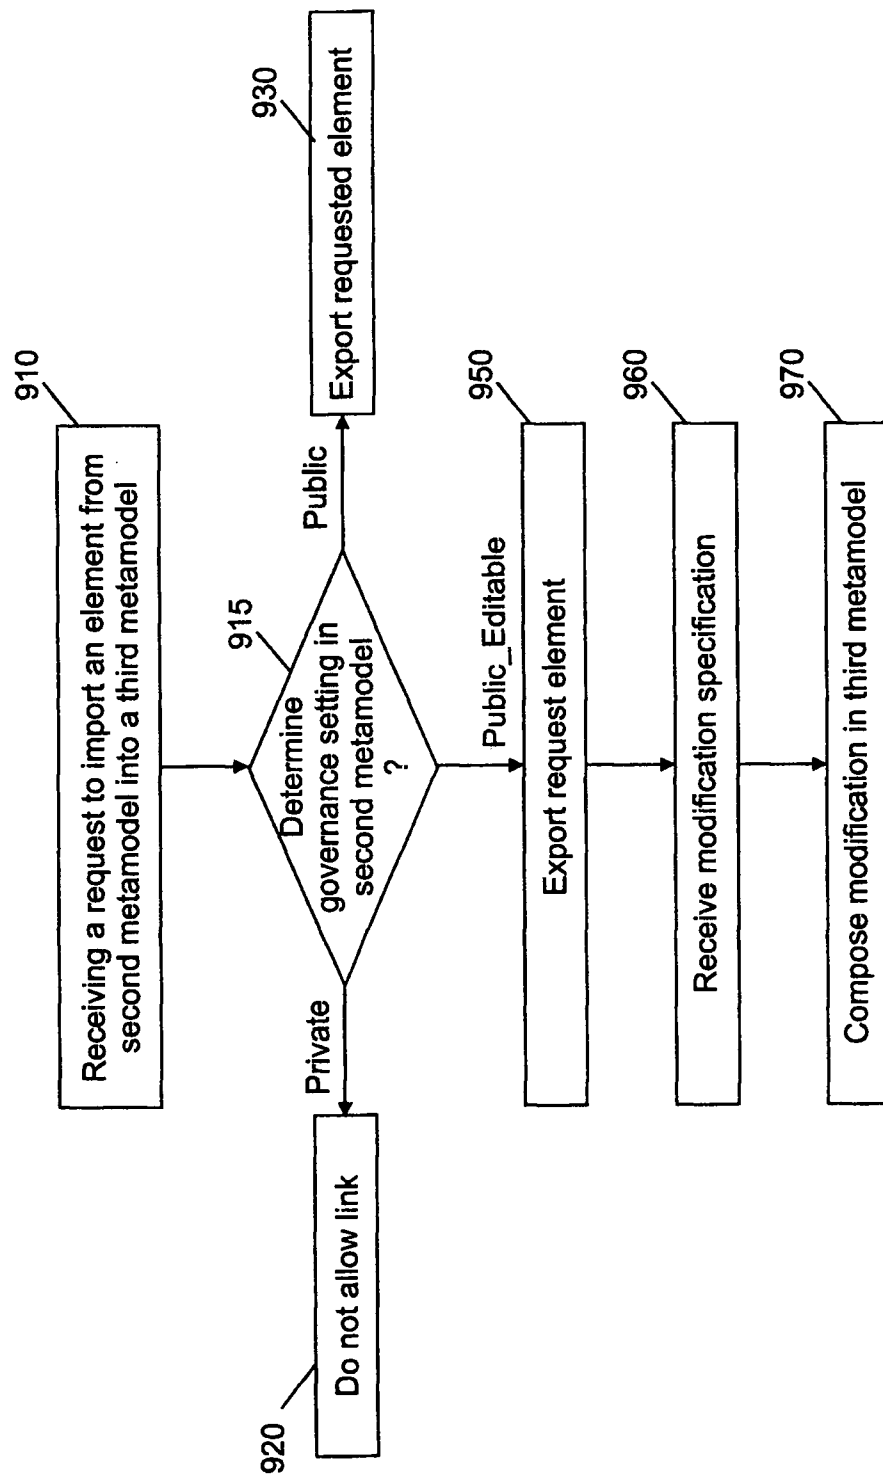 910
Receiving a request to import an element from
second metamodel into a third metamodel
915
Determine
governance setting in
second metamodel
?
Private
920
Do not allow link
Public
930
Export requested element
Public_Editable
950
Export request element
960
Receive modification specification
970
Compose modification in third metamodel